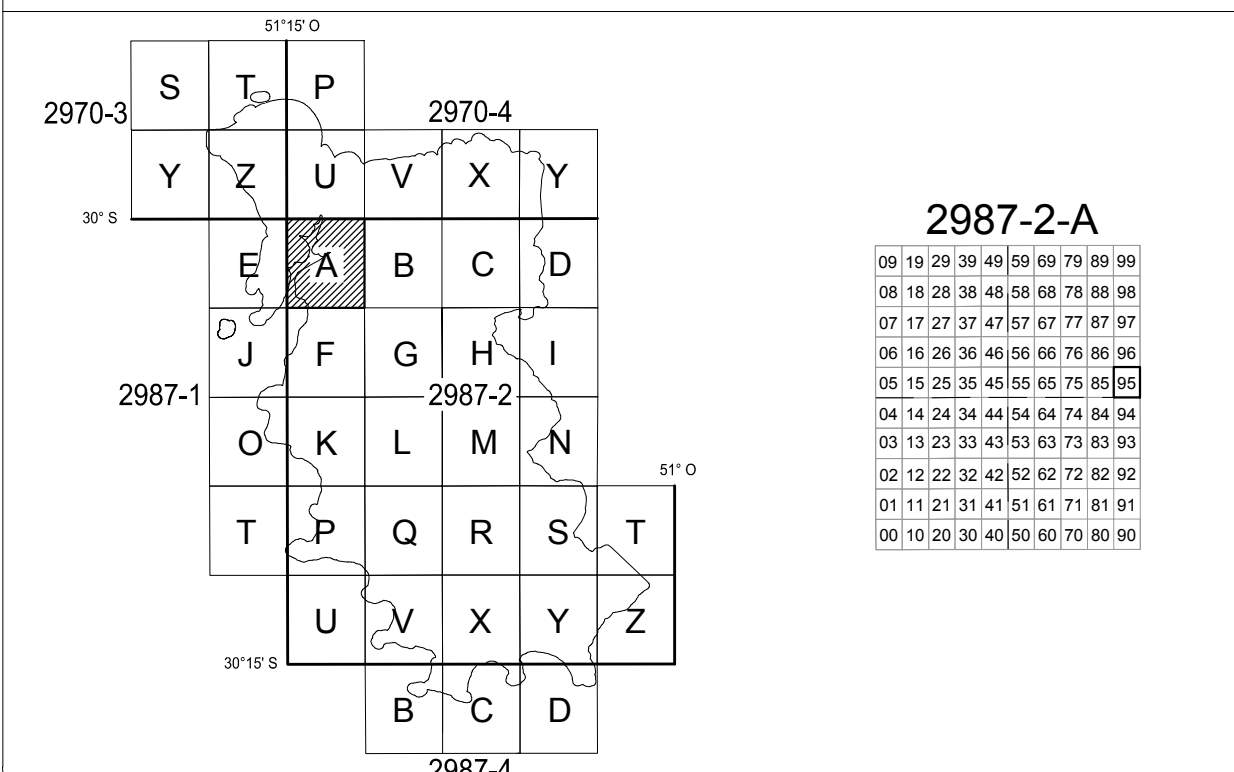 51°15' O
S T P
2970-3 2970-4
Y Z U V X Y
30° S
E A B C D
J F G H I
2987-1 2987-2
O K L M N
51° O
T P Q R S T
U V X Y Z
30°15' S
B C D
2987-4
2987-2-A
09 19 29 39 49 59 69 79 89 99
08 18 28 38 48 58 68 78 88 98
07 17 27 37 47 57 67 77 87 97
06 16 26 36 46 56 66 76 86 96
05 15 25 35 45 55 65 75 85 95
04 14 24 34 44 54 64 74 84 94
03 13 23 33 43 53 63 73 83 93
02 12 22 32 42 52 62 72 82 92
01 11 21 31 41 51 61 71 81 91
00 10 20 30 40 50 60 70 80 90